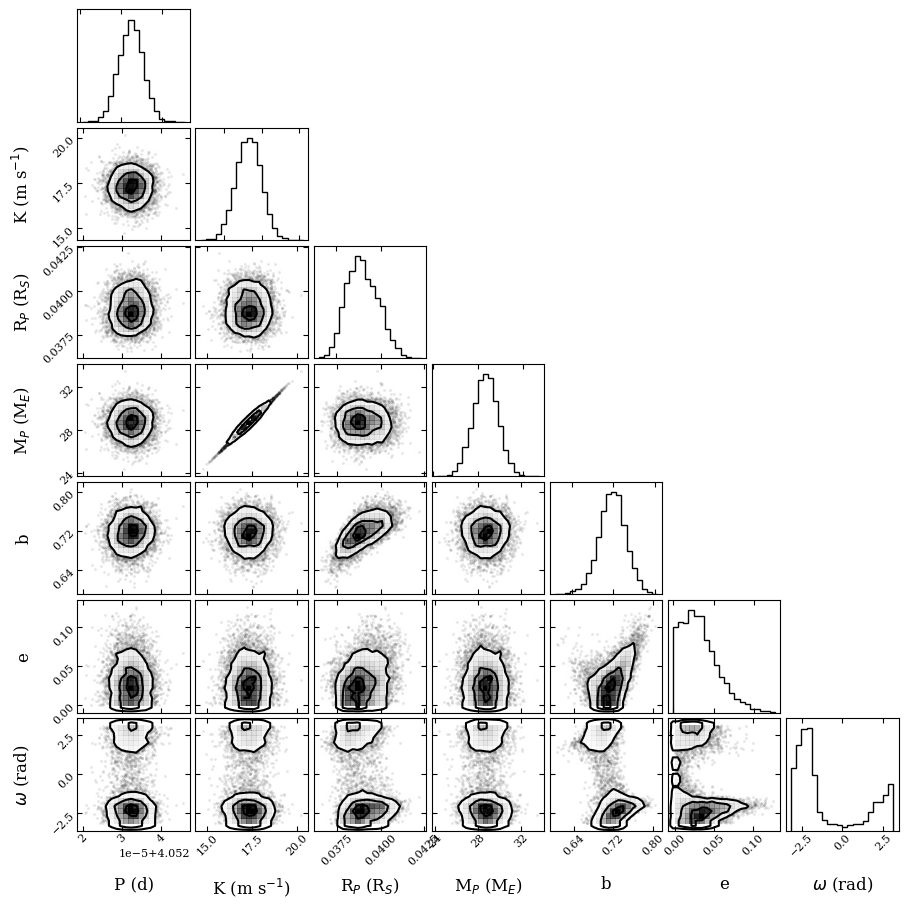 20.0
17.5
15.0
K (m s⁻¹)
0.0425
0.0400
0.0375
R_P (R_S)
32
28
24
M_P (M_E)
0.80
0.72
0.64
b
0.10
0.05
0.00
e
2.5
0.0
−2.5
ω (rad)
2 3 4 15.0 17.5 20.0 0.0375 0.0400 0.0425 24 28 32 0.64 0.72 0.80 0.00 0.05 0.10 −2.5 0.0 2.5
1e-5+4.052
P (d) K (m s⁻¹) R_P (R_S) M_P (M_E) b e ω (rad)